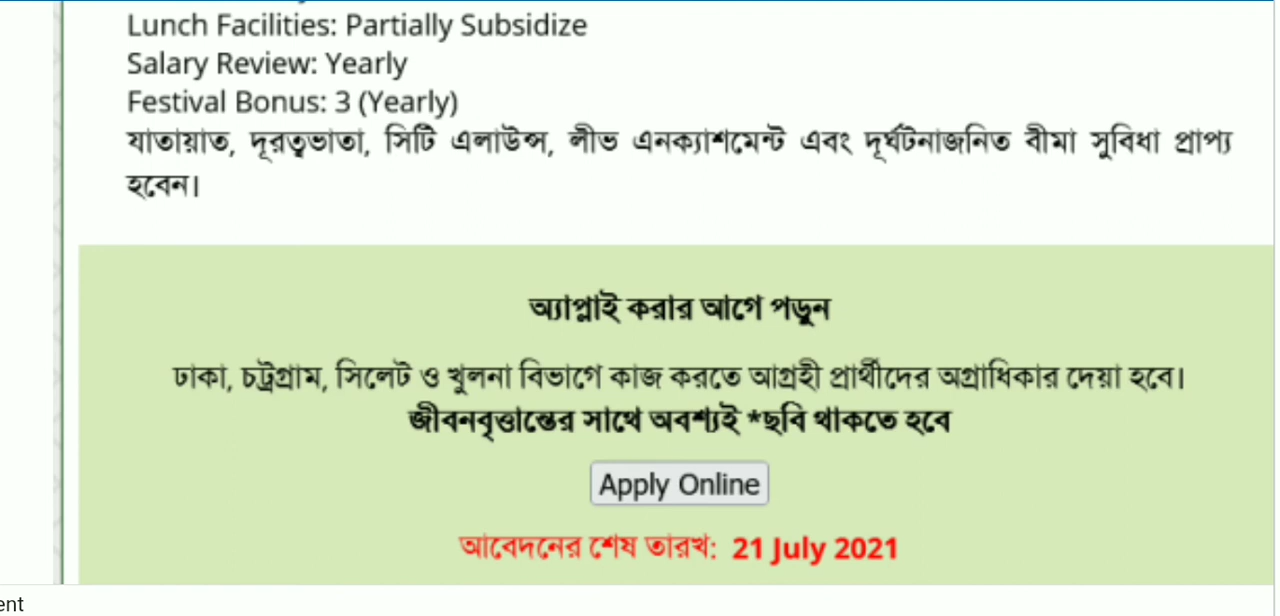 Lunch Facilities: Partially Subsidize
Salary Review: Yearly
Festival Bonus: 3 (Yearly)
যাতায়াত, দূরত্বভাতা, সিটি এলাউন্স, লীভ এনক্যাশমেন্ট এবং দূর্ঘটনাজনিত বীমা সুবিধা প্রাপ্য
হবেন।
অ্যাপ্লাই করার আগে পড়ুন
ঢাকা, চট্রগ্রাম, সিলেট ও খুলনা বিভাগে কাজ করতে আগ্রহী প্রার্থীদের অগ্রাধিকার দেয়া হবে।
জীবনবৃত্তান্তের সাথে অবশ্যই *ছবি থাকতে হবে
Apply Online
আবেদনের শেষ তারখ: 21 July 2021